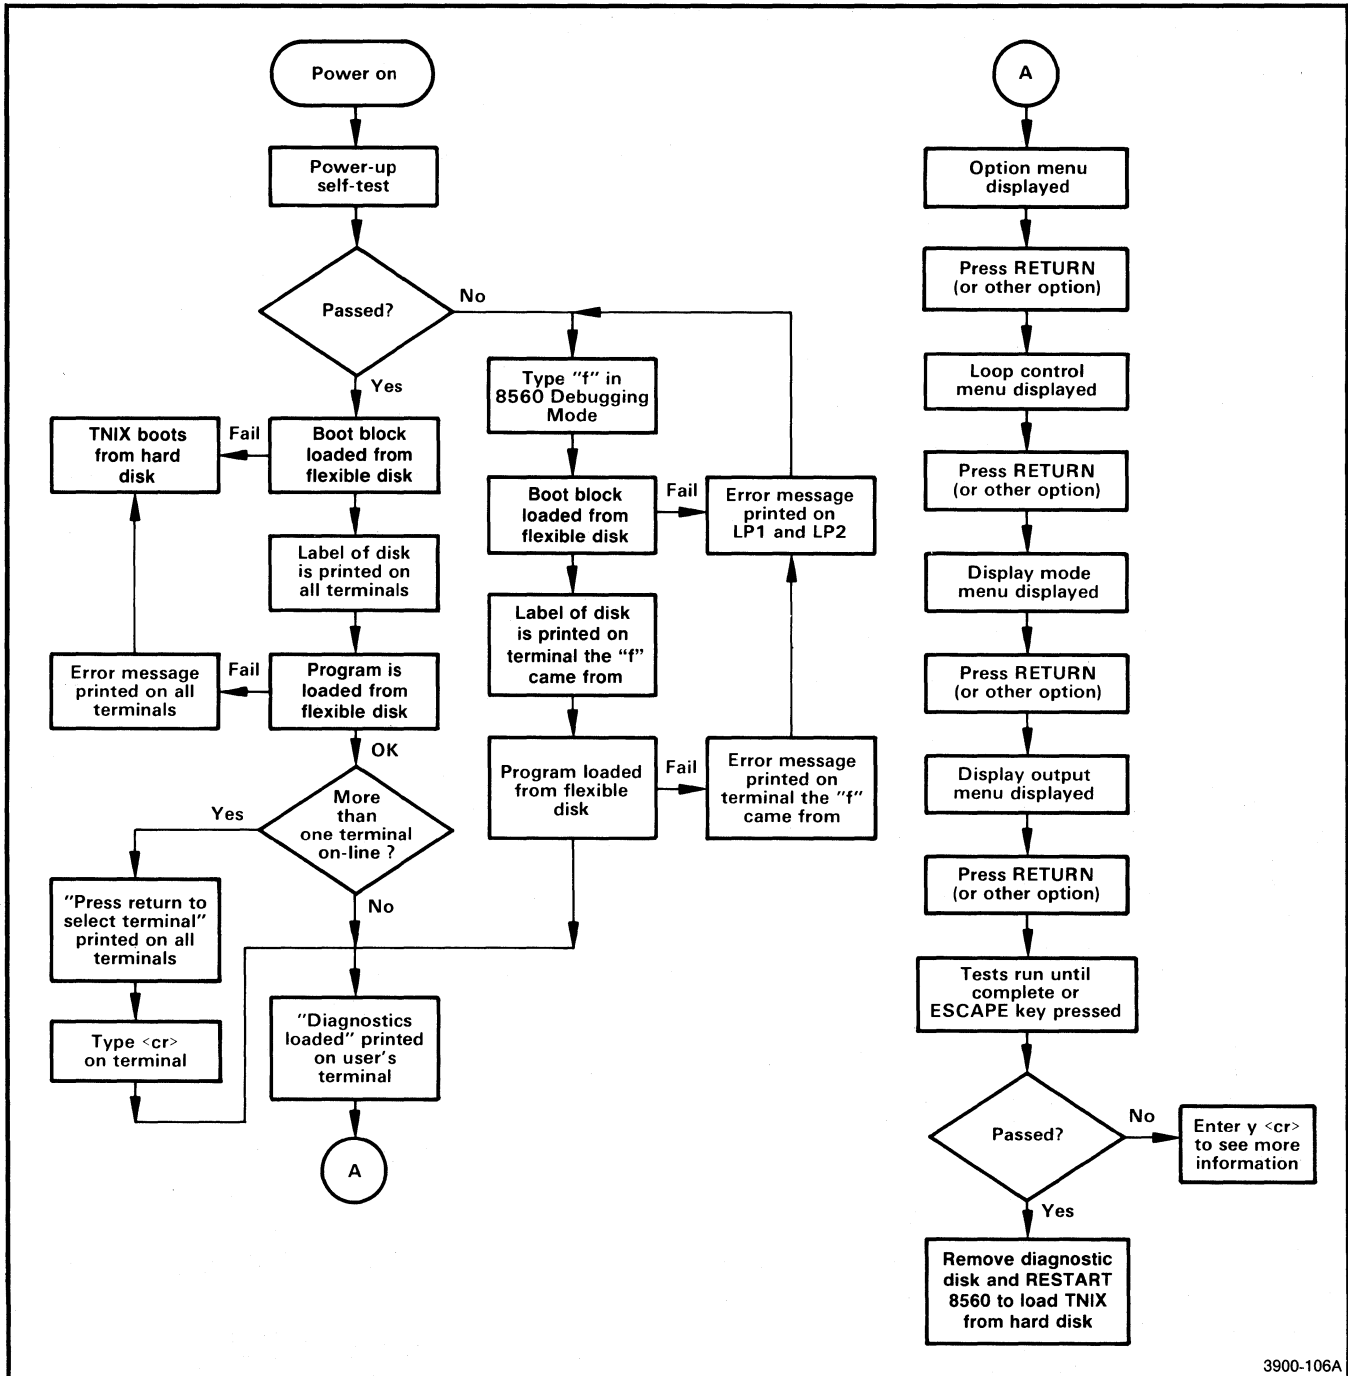 Power on
Power-up
self-test
Passed?
No
Yes
Type "f" in
8560 Debugging
Mode
TNIX boots
from hard
disk
Fail
Boot block
loaded from
flexible disk
Boot block
loaded from
flexible disk
Fail
Error message
printed on
LP1 and LP2
Label of disk
is printed on
all terminals
Label of disk
is printed on
terminal the "f"
came from
Error message
printed on all
terminals
Fail
Program is
loaded from
flexible disk
OK
Program loaded
from flexible
disk
Fail
Error message
printed on
terminal the "f"
came from
More
than
one terminal
on-line ?
Yes
No
"Press return to
select terminal"
printed on all
terminals
Type <cr>
on terminal
"Diagnostics
loaded" printed
on user's
terminal
A
A
Option menu
displayed
Press RETURN
(or other option)
Loop control
menu displayed
Press RETURN
(or other option)
Display mode
menu displayed
Press RETURN
(or other option)
Display output
menu displayed
Press RETURN
(or other option)
Tests run until
complete or
ESCAPE key pressed
Passed?
No
Enter y <cr>
to see more
information
Yes
Remove diagnostic
disk and RESTART
8560 to load TNIX
from hard disk
3900-106A